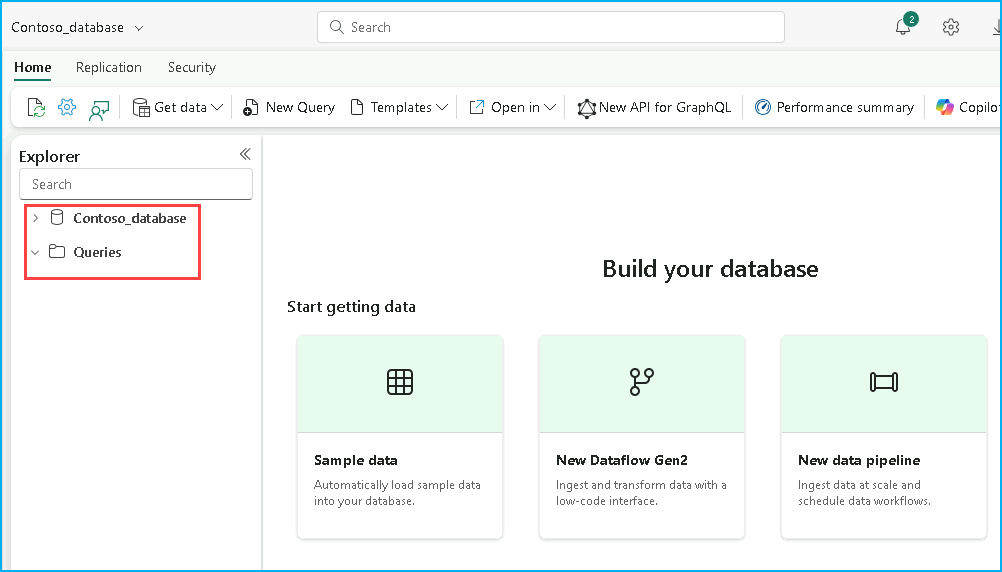 Contoso_database
Search
2
Home Replication Security
Get data New Query Templates Open in New API for GraphQL Performance summary Copilo
Explorer
Search
Contoso_database
Queries
Build your database
Start getting data
Sample data
Automatically load sample data
into your database.
New Dataflow Gen2
Ingest and transform data with a
low-code interface.
New data pipeline
Ingest data at scale and
schedule data workflows.